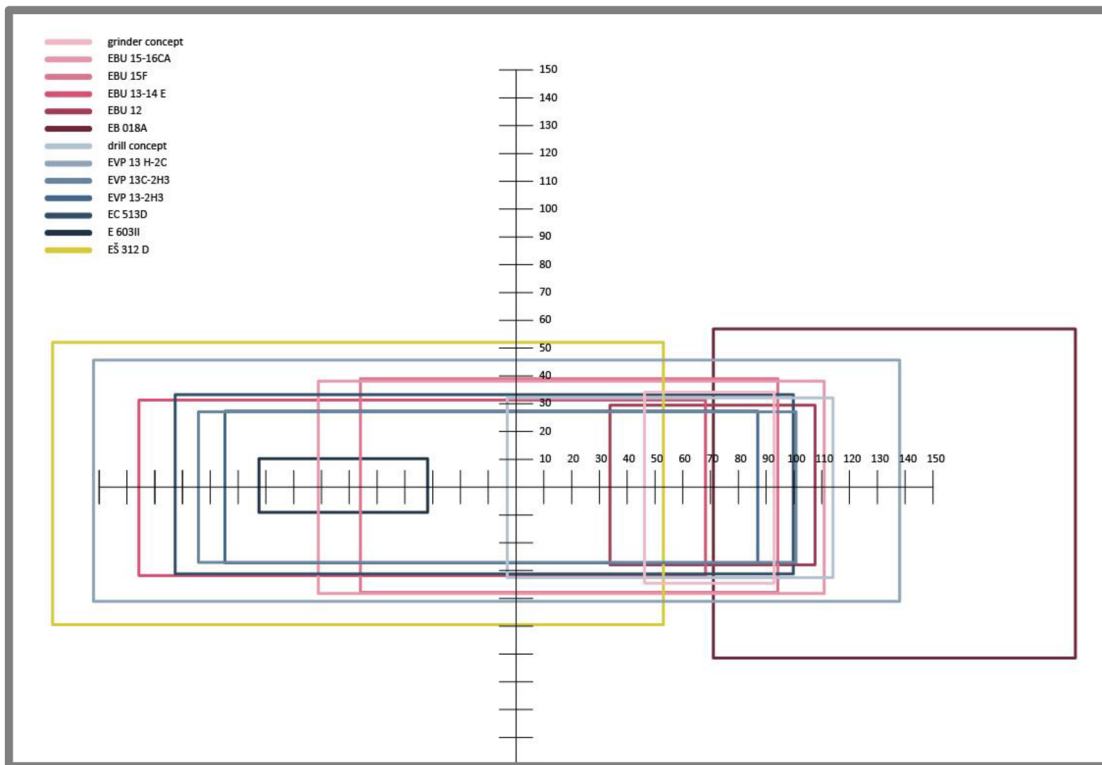 grinder concept
EBU 15-16CA
EBU 15F
EBU 13-14 E
EBU 12
EB 018A
drill concept
EVP 13 H-2C
EVP 13C-2H3
EVP 13-2H3
EC 513D
E 603II
EŠ 312 D
150
140
130
120
110
100
90
80
70
60
50
40
30
20
10 20 30 40 50 60 70 80 90 100 110 120 130 140 150